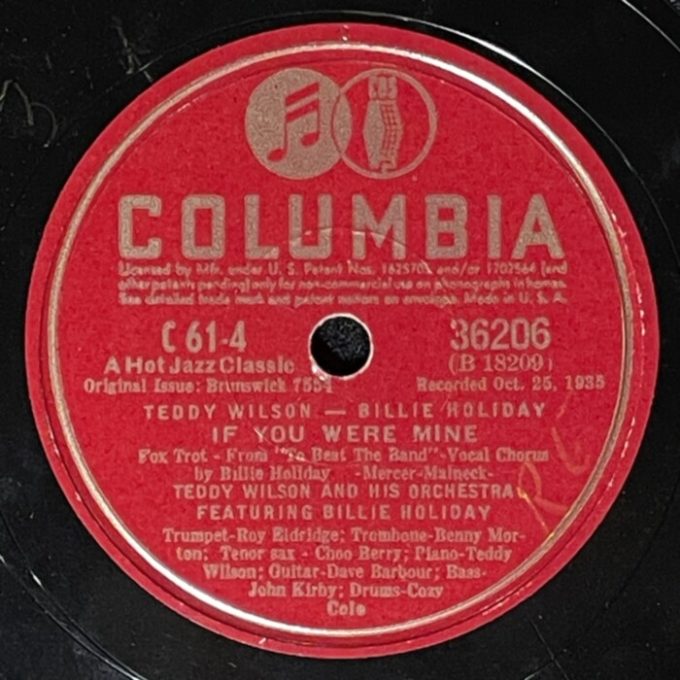 CBS
COLUMBIA
Licensed by Mfr. under U. S. Patent Nos. 1625705 and/or 1702564 (and
other patents pending) only for non-commercial use on phonographs in homes.
See detailed trade mark and patent notices on envelope. Made in U. S. A.
C 61-4
36206
A Hot Jazz Classic
(B 18209)
Original Issue: Brunswick 7554
Recorded Oct. 25, 1935
TEDDY WILSON — BILLIE HOLIDAY
IF YOU WERE MINE
Fox Trot - From "To Beat The Band"-Vocal Chorus
by Billie Holiday -Mercer-Malneck-
TEDDY WILSON AND HIS ORCHESTRA
FEATURING BILLIE HOLIDAY
Trumpet-Roy Eldridge; Trombone-Benny Mor-
ton; Tenor sax - Choo Berry; Piano-Teddy
Wilson; Guitar-Dave Barbour; Bass-
John Kirby; Drums-Cozy
Cole